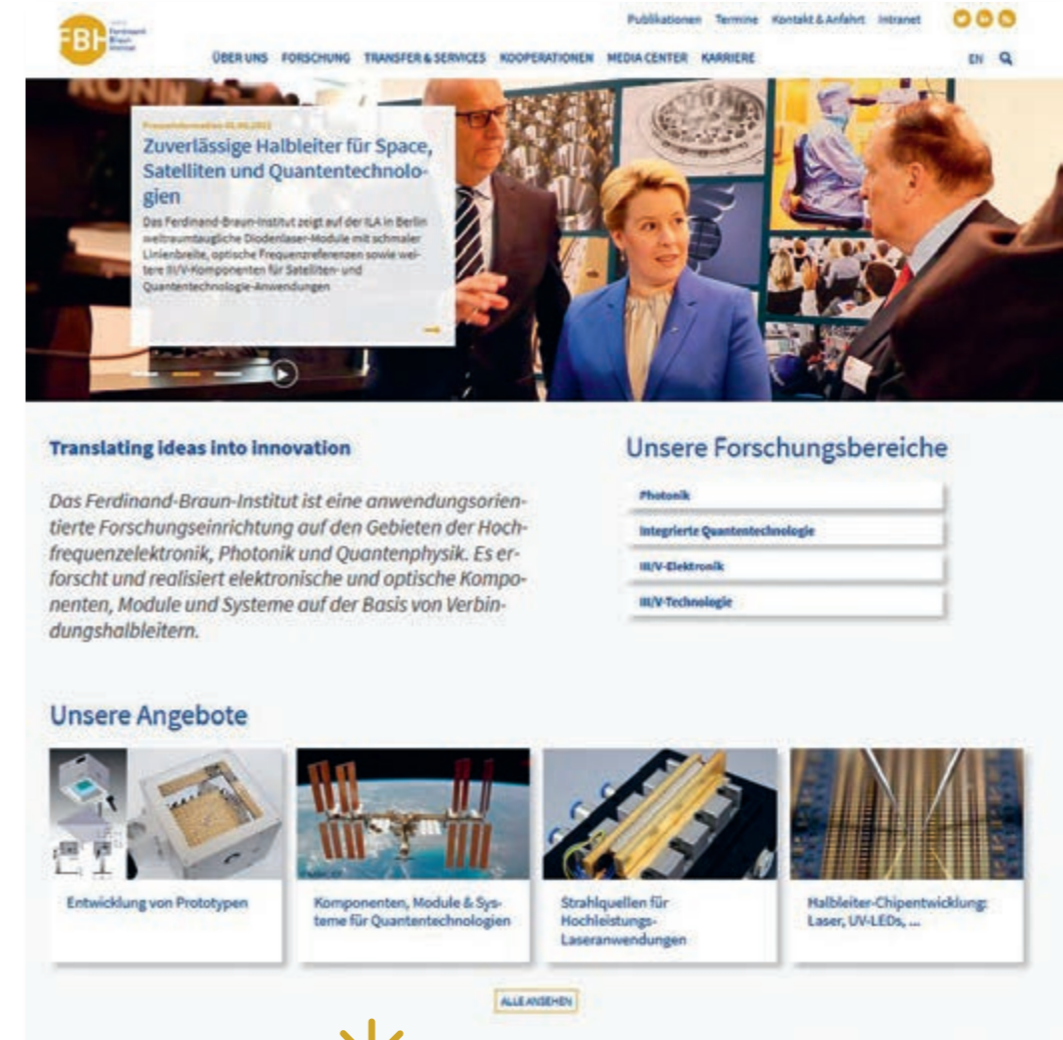 FBH
Ferdinand
Braun
Institut
Publikationen Termine Kontakt & Anfahrt Intranet
ÜBER UNS FORSCHUNG TRANSFER & SERVICES KOOPERATIONEN MEDIA CENTER KARRIERE
EN
Presseinformation
Zuverlässige Halbleiter für Space,
Satelliten und Quantentechnolo-
gien
Das Ferdinand-Braun-Institut zeigt auf der ILA in Berlin
weltraumtaugliche Diodenlaser-Module mit schmaler
Linienbreite, optische Frequenzreferenzen sowie wei-
tere III/V-Komponenten für Satelliten- und
Quantentechnologie-Anwendungen
Translating ideas into innovation
Das Ferdinand-Braun-Institut ist eine anwendungsorien-
tierte Forschungseinrichtung auf den Gebieten der Hoch-
frequenzelektronik, Photonik und Quantenphysik. Es er-
forscht und realisiert elektronische und optische Kompo-
nenten, Module und Systeme auf der Basis von Verbin-
dungshalbleitern.
Unsere Forschungsbereiche
Photonik
Integrierte Quantentechnologie
III/V-Elektronik
III/V-Technologie
Unsere Angebote
Entwicklung von Prototypen
Komponenten, Module & Sys-
teme für Quantentechnologien
Strahlquellen für
Hochleistungs-
Laseranwendungen
Halbleiter-Chipentwicklung:
Laser, UV-LEDs, ...
ALLE ANSEHEN